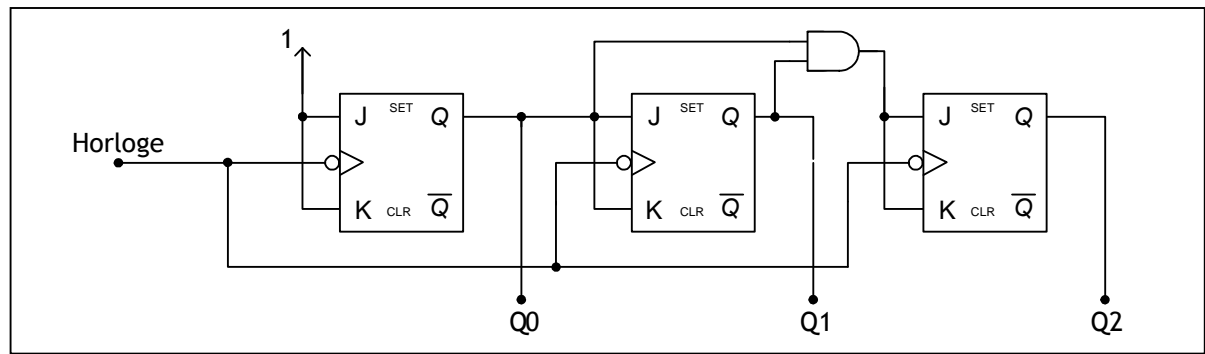 1
J SET Q
J SET Q
J SET Q
Horloge
K CLR Q̅
K CLR Q̅
K CLR Q̅
Q0
Q1
Q2